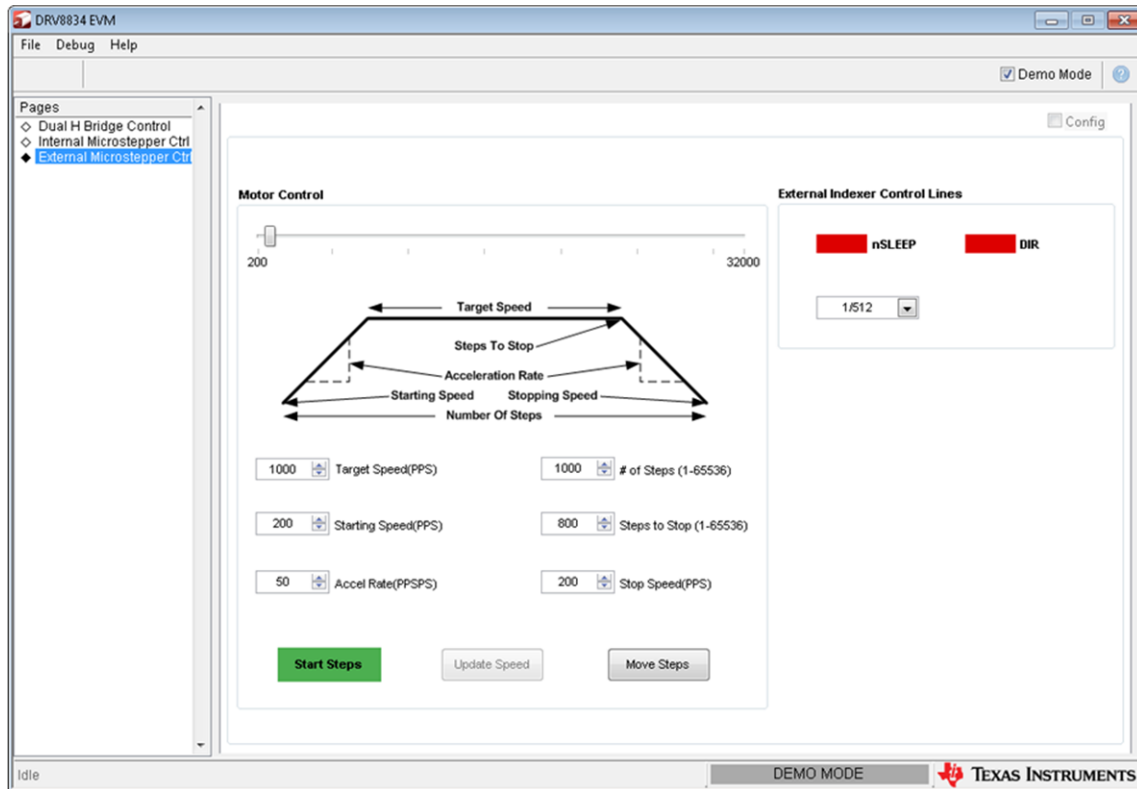 DRV8834 EVM
File Debug Help
Demo Mode
Pages
Dual H Bridge Control
Internal Microstepper Ctrl
External Microstepper Ctrl
Config
Motor Control
200 32000
Target Speed
Steps To Stop
Acceleration Rate
Starting Speed Stopping Speed
Number Of Steps
1000 Target Speed(PPS) 1000 # of Steps (1-65536)
200 Starting Speed(PPS) 800 Steps to Stop (1-65536)
50 Accel Rate(PPSPS) 200 Stop Speed(PPS)
Start Steps Update Speed Move Steps
External Indexer Control Lines
nSLEEP DIR
1/512
Idle DEMO MODE TEXAS INSTRUMENTS